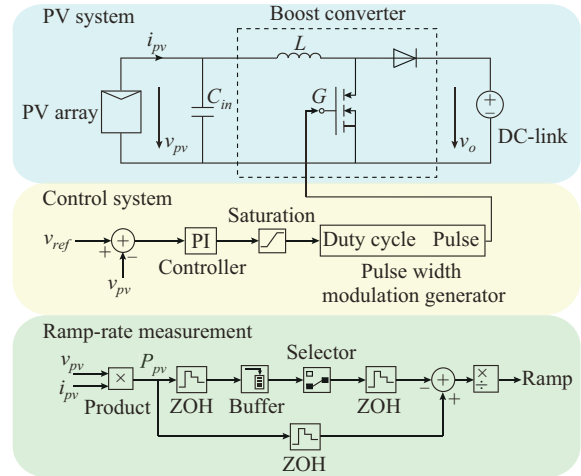 PV system
Boost converter
i_pv
L
PV array
C_in
G
v_pv
v_o
+
−
DC-link
Control system
Saturation
v_ref
+
+
−
PI
Duty cycle Pulse
v_pv
Controller
Pulse width
modulation generator
Ramp-rate measurement
v_pv
i_pv
×
P_pv
Product
ZOH
Buffer
Selector
ZOH
−
+
+
×
÷
Ramp
ZOH